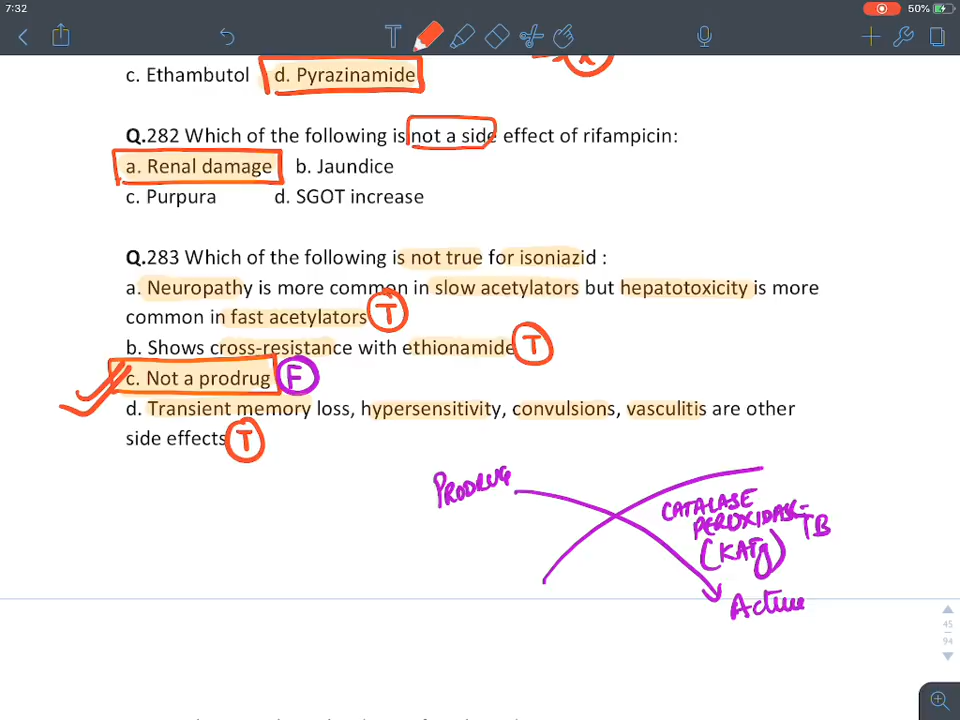 7:32
50%
T
c. Ethambutol d. Pyrazinamide
Q.282 Which of the following is not a side effect of rifampicin:
a. Renal damage b. Jaundice
c. Purpura d. SGOT increase
Q.283 Which of the following is not true for isoniazid :
a. Neuropathy is more common in slow acetylators but hepatotoxicity is more
common in fast acetylators T
b. Shows cross-resistance with ethionamide T
c. Not a prodrug F
d. Transient memory loss, hypersensitivity, convulsions, vasculitis are other
side effects T
PRODRUG
CATALASE
PEROXIDASE
TB
(KATg)
Active
45
94